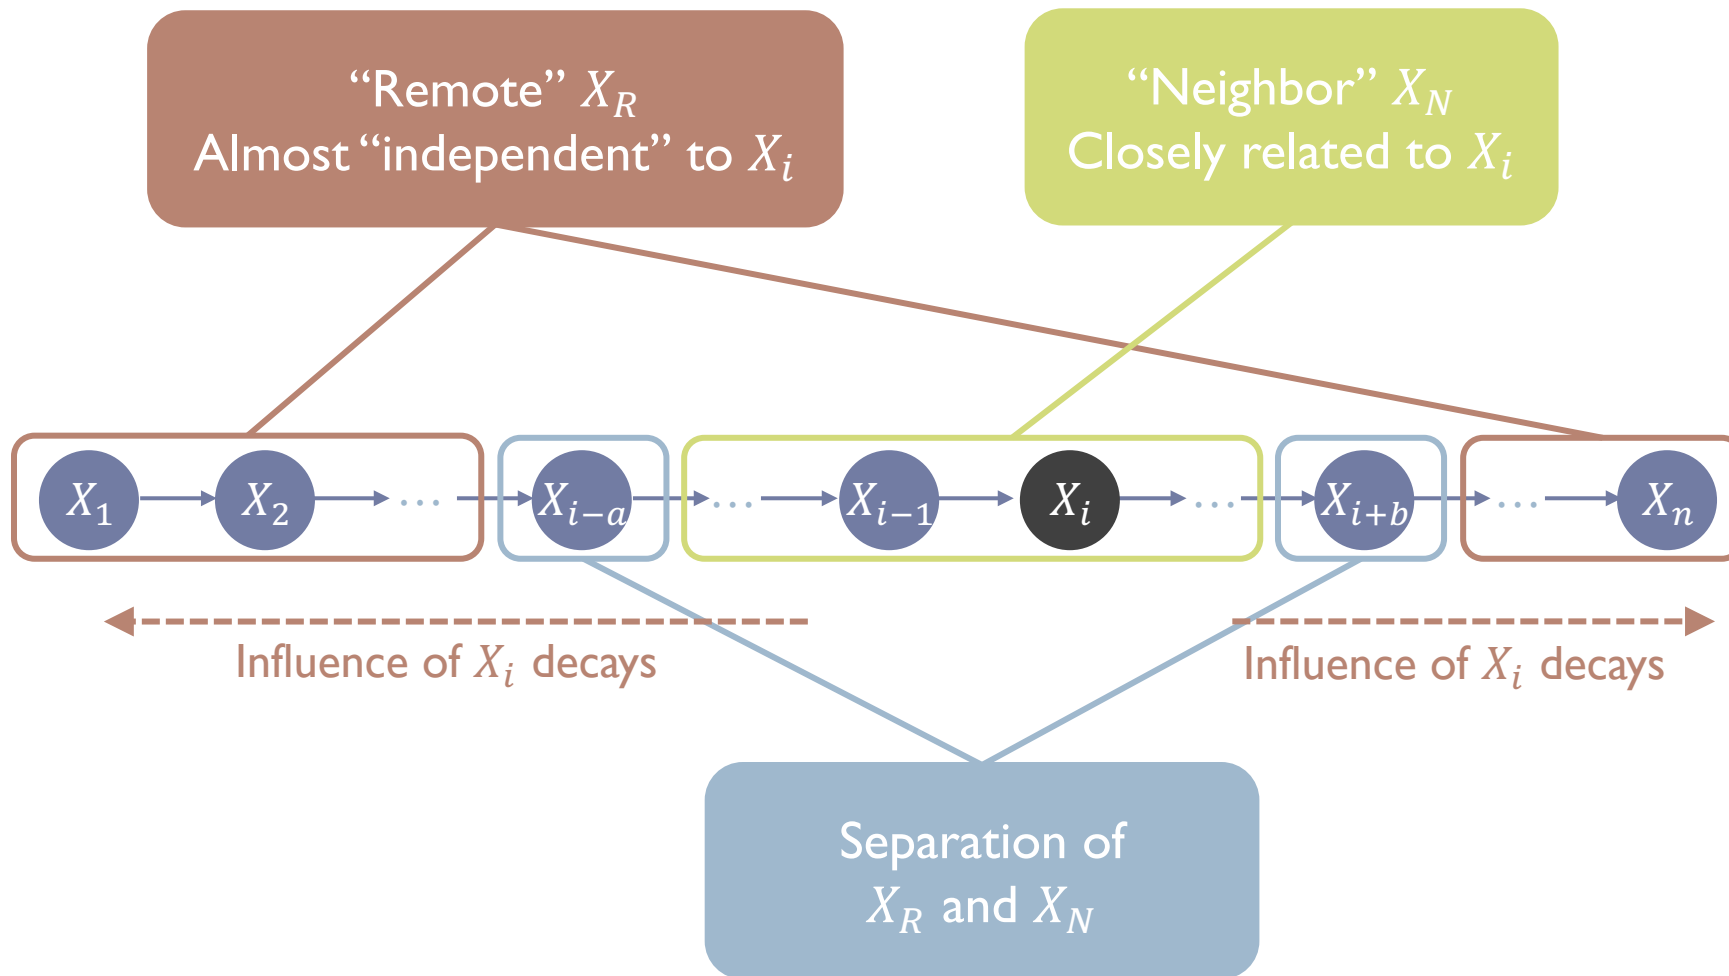 “Remote” X_R
Almost “independent” to X_i
“Neighbor” X_N
Closely related to X_i
X_1 X_2 ... X_{i−a} ... X_{i−1} X_i ... X_{i+b} ... X_n
Influence of X_i decays
Influence of X_i decays
Separation of
X_R and X_N